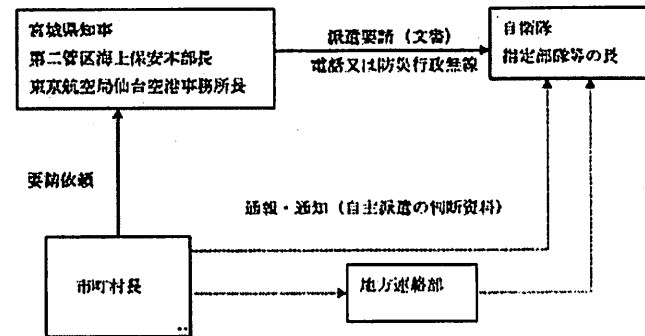 宮城県知事
第二管区海上保安本部長
東京航空局仙台空港事務所長
派遣要請（文書）
電話又は防災行政無線
自衛隊
指定部隊等の長
要請依頼
通報・通知（自主派遣の判断資料）
市町村長
地方連絡部